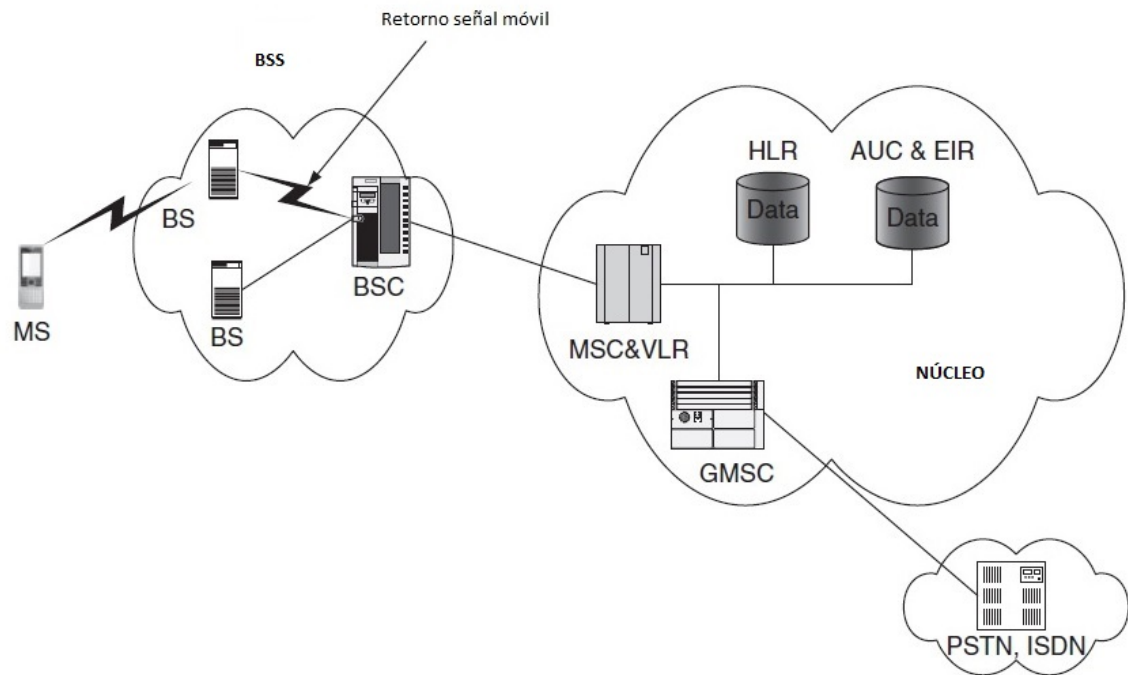 Retorno señal móvil
BSS
BS
BS
BSC
MS
HLR
Data
AUC & EIR
Data
MSC&VLR
NÚCLEO
GMSC
PSTN, ISDN